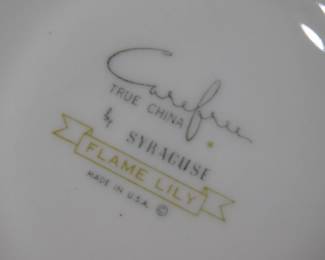 Carefree
TRUE CHINA
by SYRACUSE
FLAME LILY
MADE IN U.S.A. ©